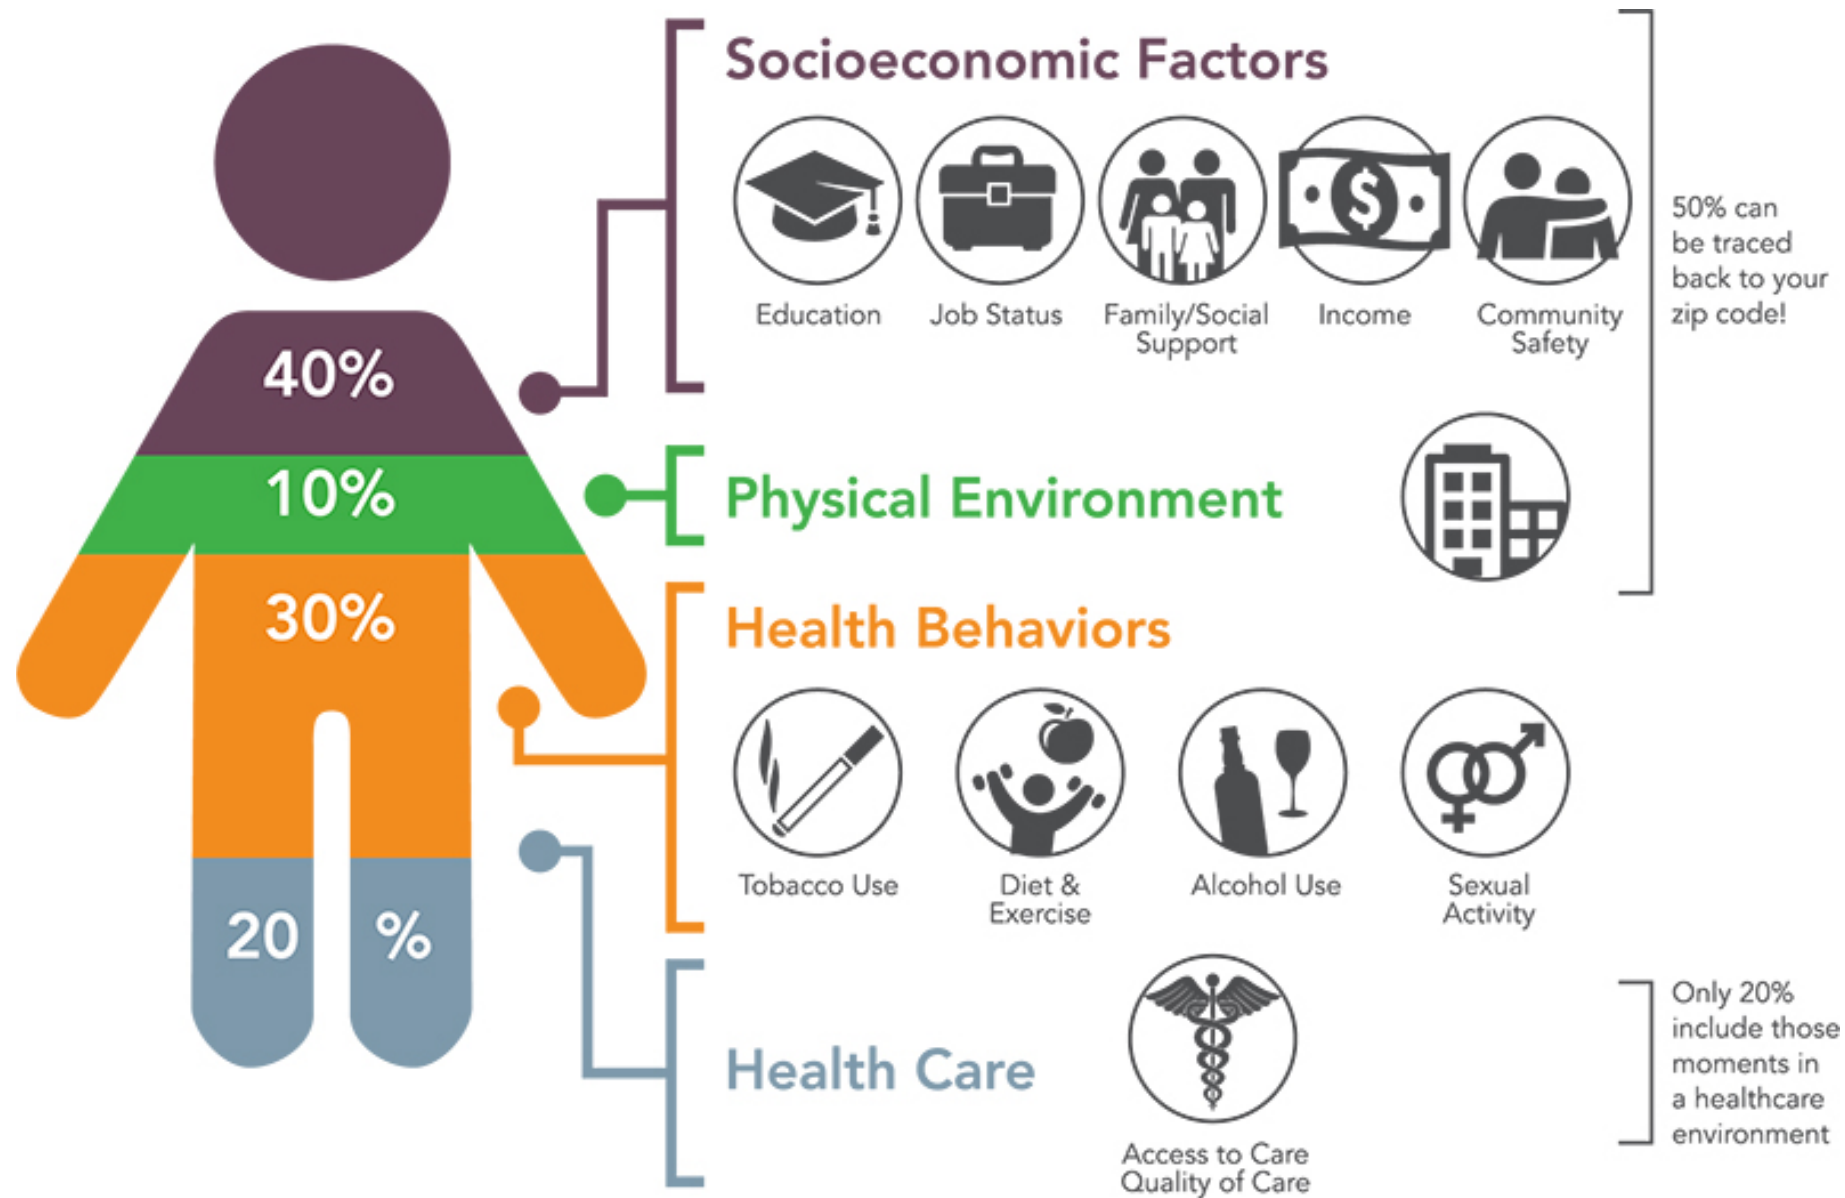 Socioeconomic Factors
Education
Job Status
Family/Social
Support
Income
Community
Safety
50% can
be traced
back to your
zip code!
40%
10%
Physical Environment
30%
Health Behaviors
Tobacco Use
Diet &
Exercise
Alcohol Use
Sexual
Activity
20 %
Health Care
Access to Care
Quality of Care
Only 20%
include those
moments in
a healthcare
environment